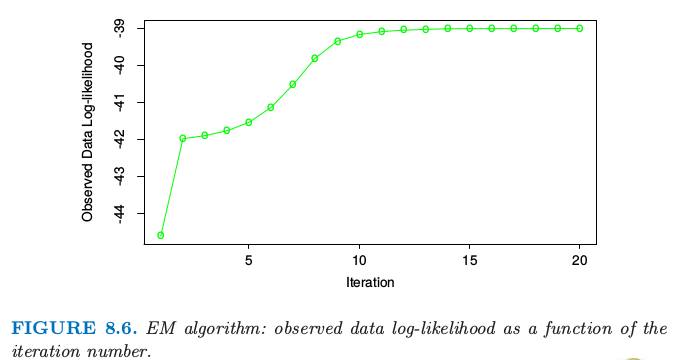 -39
-40
-41
-42
-43
-44
Observed Data Log-likelihood
5 10 15 20
Iteration
FIGURE 8.6. EM algorithm: observed data log-likelihood as a function of the
iteration number.